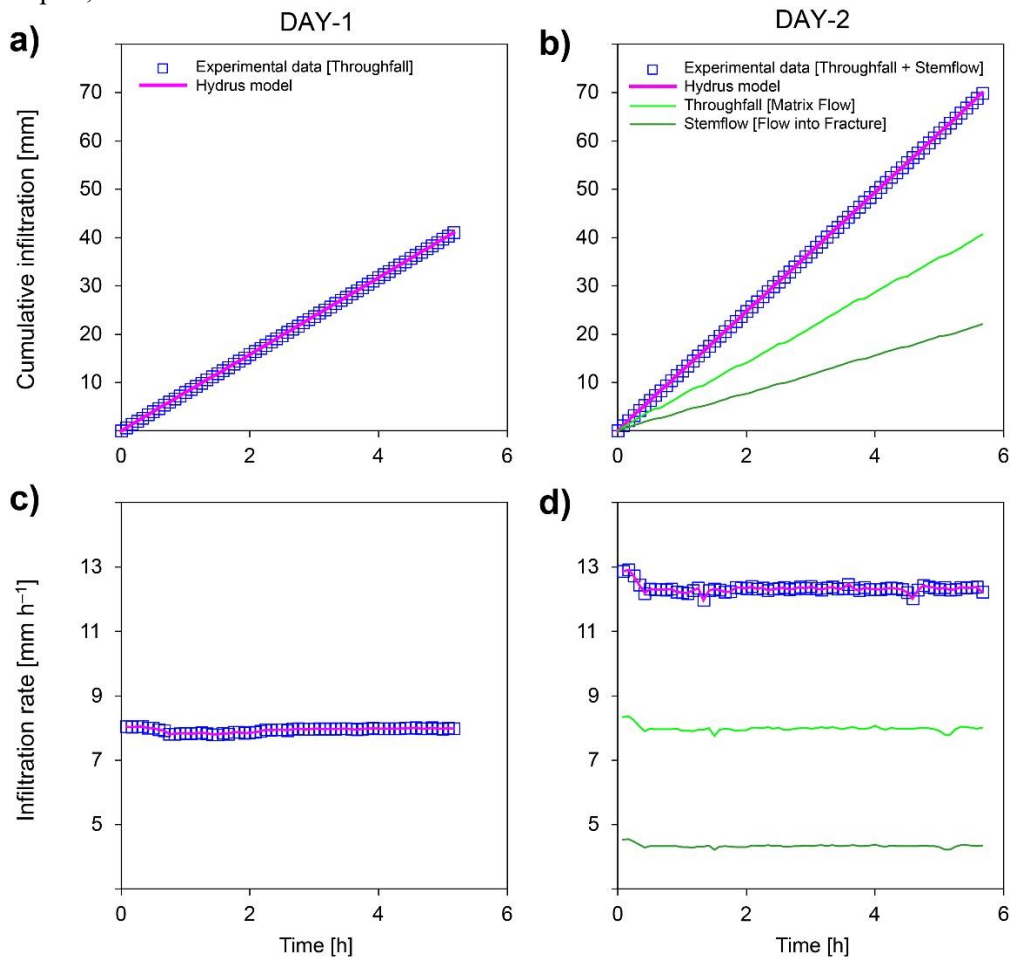 DAY-1
DAY-2
a)
Experimental data [Throughfall]
Hydrus model
b)
Experimental data [Throughfall + Stemflow]
Hydrus model
Throughfall [Matrix Flow]
Stemflow [Flow into Fracture]
Cumulative infiltration [mm]
70
60
50
40
30
20
10
0 2 4 6
70
60
50
40
30
20
10
0 2 4 6
c)
d)
Infiltration rate [mm h⁻¹]
13
11
9
7
5
0 2 4 6
Time [h]
13
11
9
7
5
0 2 4 6
Time [h]